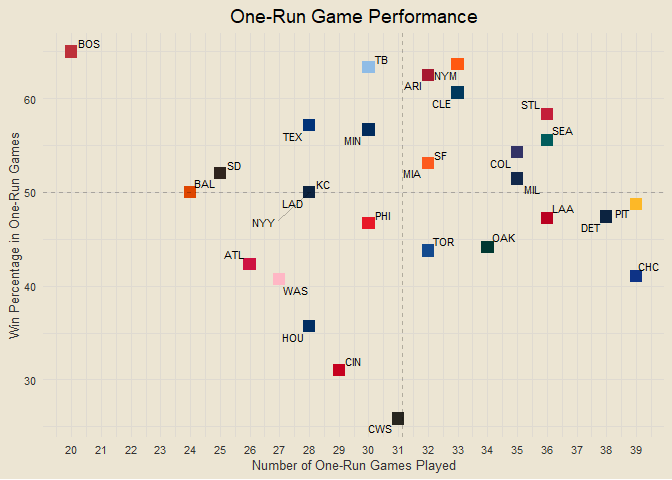 One-Run Game Performance
BOS
TB
NYM
ARI
CLE
STL
60
TEX
MIN
SEA
SF
COL
SD
MIA
BAL
KC
MIL
50
LAD
NYY
PHI
LAA
PIT
DET
TOR
OAK
ATL
CHC
WAS
40
HOU
CIN
30
CWS
Win Percentage in One-Run Games
20 21 22 23 24 25 26 27 28 29 30 31 32 33 34 35 36 37 38 39
Number of One-Run Games Played